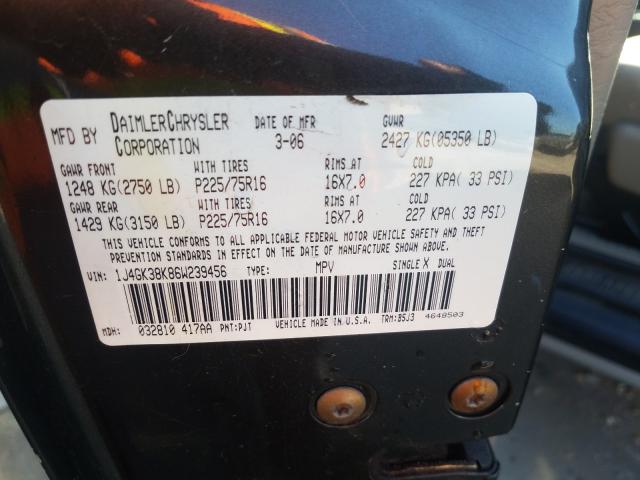 MFD BY DAIMLERCHRYSLER CORPORATION DATE OF MFR 3-06 GVWR 2427 KG(05350 LB)
GAWR FRONT WITH TIRES RIMS AT COLD
1248 KG(2750 LB) P225/75R16 16X7.0 227 KPA( 33 PSI)
GAWR REAR WITH TIRES RIMS AT COLD
1429 KG(3150 LB) P225/75R16 16X7.0 227 KPA( 33 PSI)
THIS VEHICLE CONFORMS TO ALL APPLICABLE FEDERAL MOTOR VEHICLE SAFETY AND THEFT
PREVENTION STANDARDS IN EFFECT ON THE DATE OF MANUFACTURE SHOWN ABOVE.
VIN: 1J4GK38K86W239456 TYPE: MPV SINGLE X DUAL
MDH: 032810 417AA PNT:PJT VEHICLE MADE IN U.S.A. TRM:B5J3 4648503